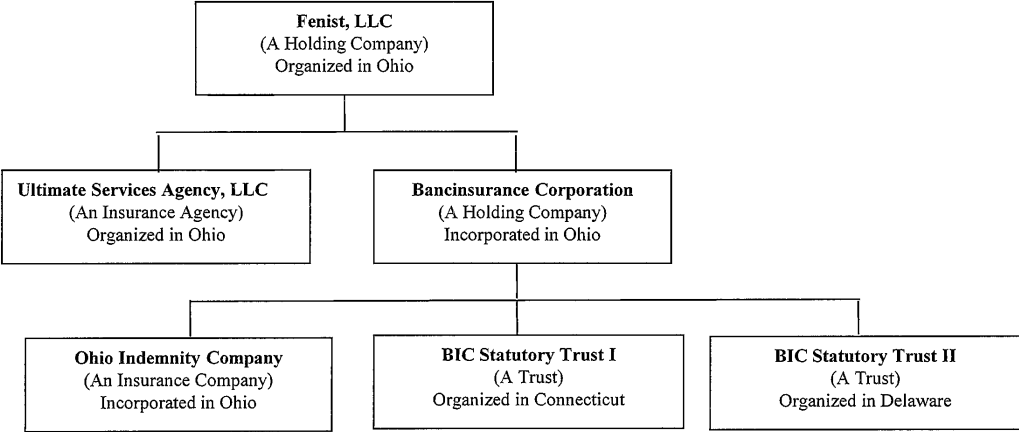 Fenist, LLC
(A Holding Company)
Organized in Ohio
Ultimate Services Agency, LLC
(An Insurance Agency)
Organized in Ohio
Bancinsurance Corporation
(A Holding Company)
Incorporated in Ohio
Ohio Indemnity Company
(An Insurance Company)
Incorporated in Ohio
BIC Statutory Trust I
(A Trust)
Organized in Connecticut
BIC Statutory Trust II
(A Trust)
Organized in Delaware